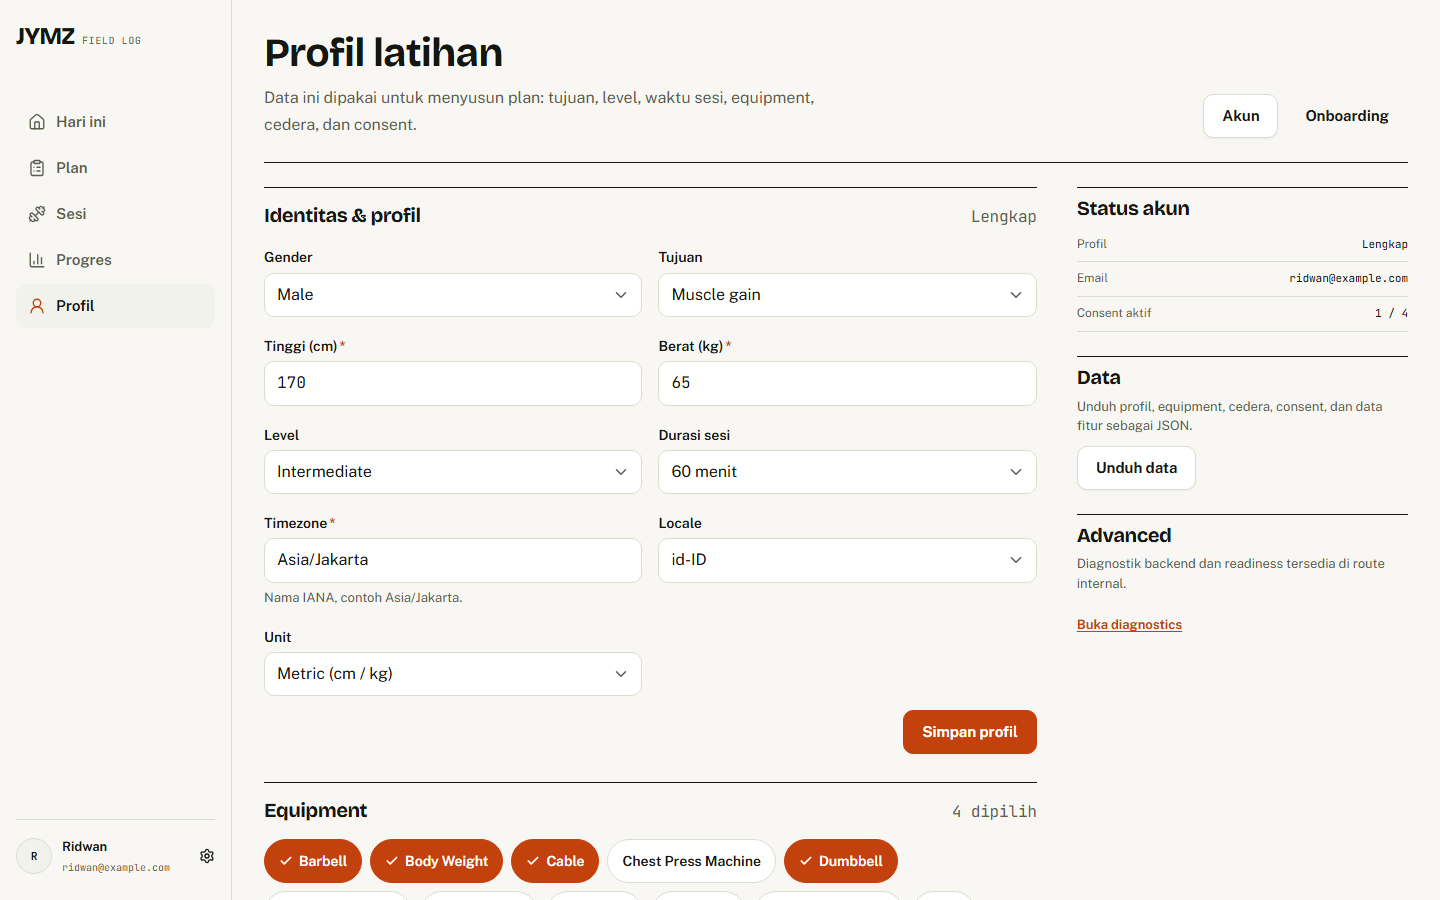 JYMZ FIELD LOG
Hari ini
Plan
Sesi
Progres
Profil
R
Ridwan
ridwan@example.com
Profil latihan
Data ini dipakai untuk menyusun plan: tujuan, level, waktu sesi, equipment,
cedera, dan consent.
Akun
Onboarding
Identitas & profil
Lengkap
Gender
Tujuan
Male
Muscle gain
Tinggi (cm) *
Berat (kg) *
170
65
Level
Durasi sesi
Intermediate
60 menit
Timezone *
Locale
Asia/Jakarta
id-ID
Nama IANA, contoh Asia/Jakarta.
Unit
Metric (cm / kg)
Simpan profil
Equipment
4 dipilih
Barbell
Body Weight
Cable
Chest Press Machine
Dumbbell
Status akun
Profil
Lengkap
Email
ridwan@example.com
Consent aktif
1 / 4
Data
Unduh profil, equipment, cedera, consent, dan data
fitur sebagai JSON.
Unduh data
Advanced
Diagnostik backend dan readiness tersedia di route
internal.
Buka diagnostics